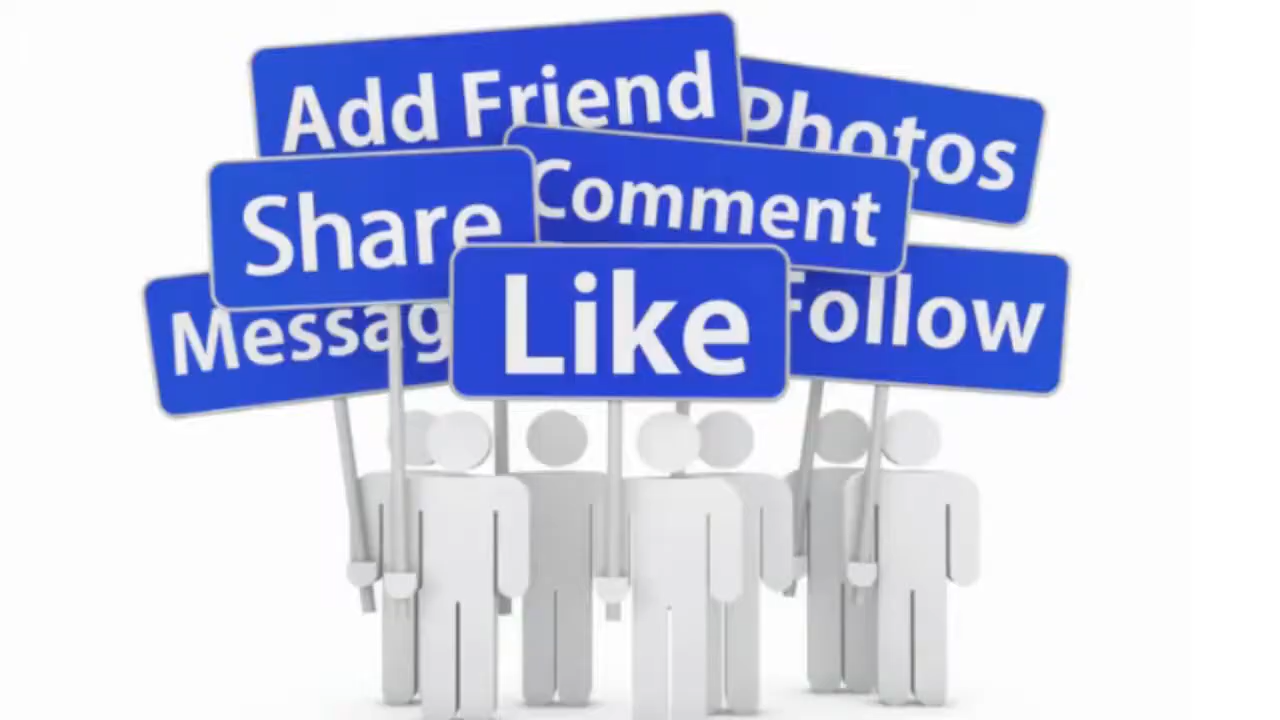 Add Friend
Photos
Share
Comment
Messag
Like
Follow